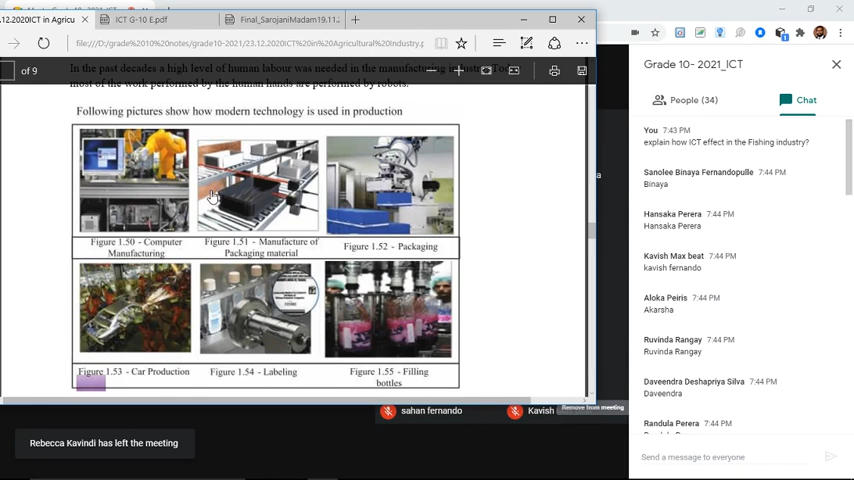 12.2020ICT in Agricu
ICT G-10 E.pdf
Final_SarojaniMadam19.11.2
file:///D:/grade%2010%20notes/grade10-2021/23.12.2020ICT%20in%20Agricultural%20Industry.p
of 9
In the past decades a high level of human labour was needed in the manufacturing
most of the work performed by the human hands are performed by robots.
Following pictures show how modern technology is used in production
Figure 1.50 - Computer
Manufacturing
Figure 1.51 - Manufacture of
Packaging material
Figure 1.52 - Packaging
Figure 1.53 - Car Production
Figure 1.54 - Labeling
Figure 1.55 - Filling
bottles
sahan fernando
Kavish
Remove from meeting
Rebecca Kavindi has left the meeting
Grade 10- 2021_ICT
People (34)
Chat
You 7:43 PM
explain how ICT effect in the Fishing industry?
Sanolee Binaya Fernandopulle 7:44 PM
Binaya
Hansaka Perera 7:44 PM
Hansaka Perera
Kavish Max beat 7:44 PM
kavish fernando
Aloka Peiris 7:44 PM
Akarsha
Ruvinda Rangay 7:44 PM
Ruvinda Rangay
Daveendra Deshapriya Silva 7:44 PM
Daveendra
Randula Perera 7:44 PM
Send a message to everyone